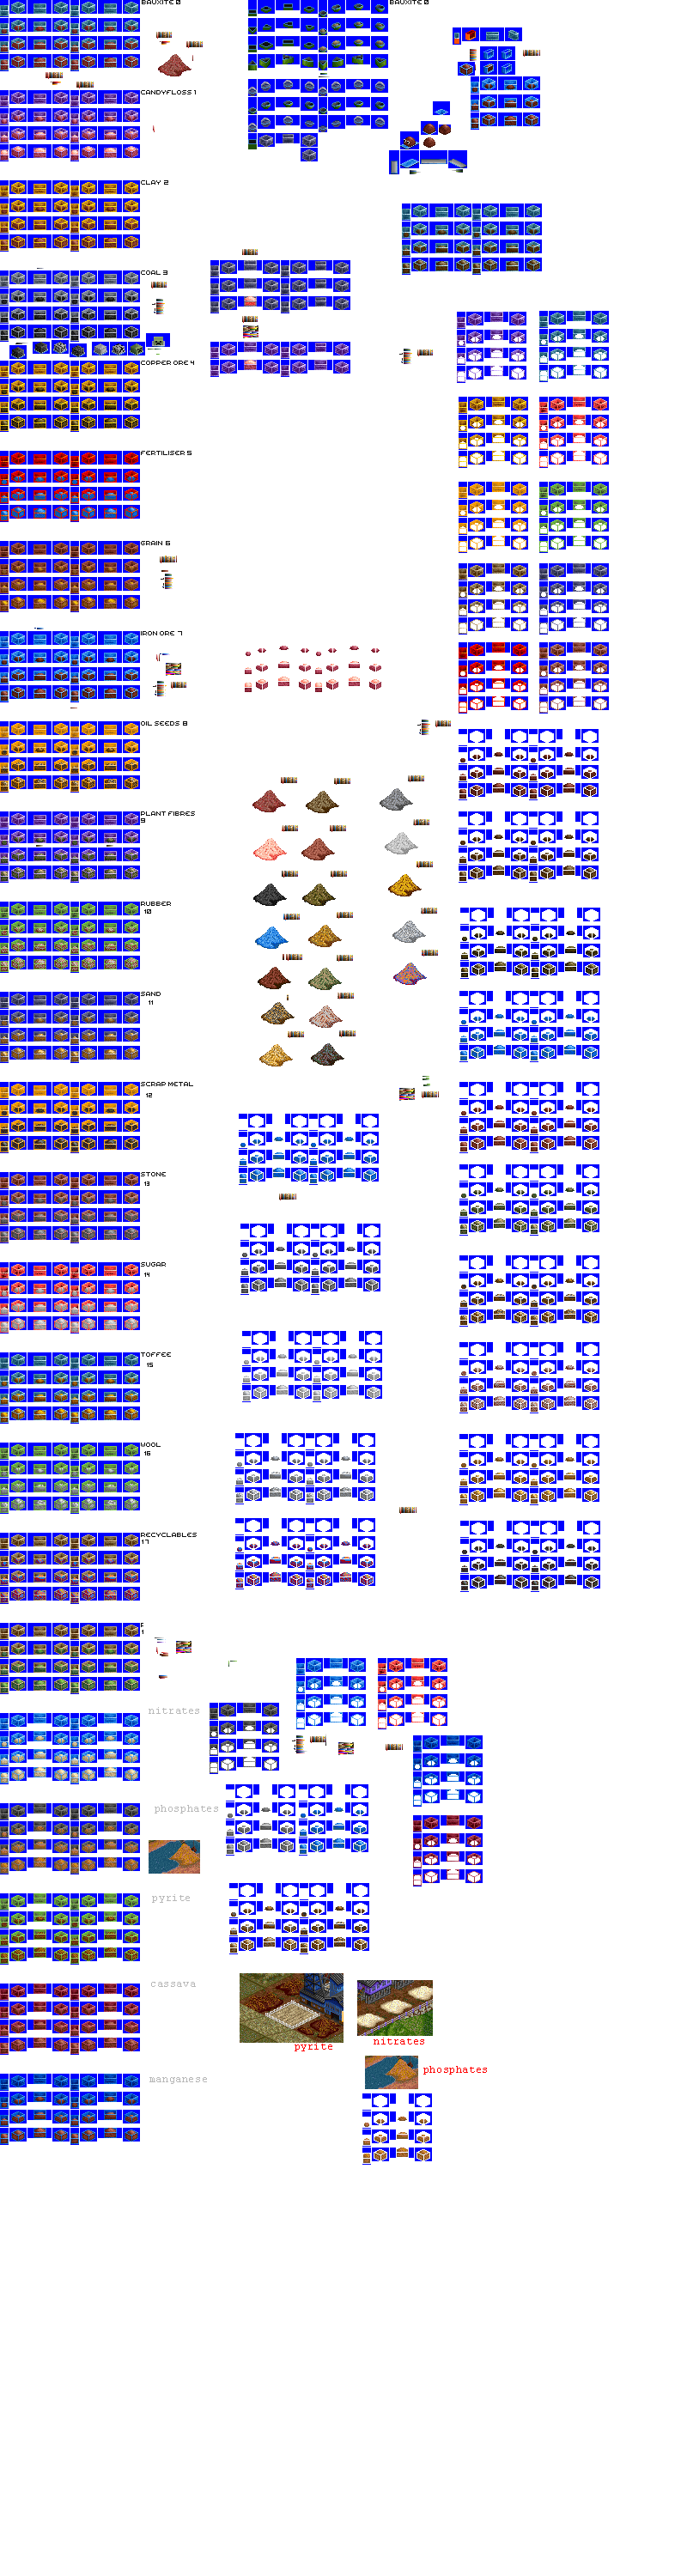 BAUXITE 0
BAUXITE 0
CANDYFLOSS 1
CLAY 2
COAL 3
COPPER ORE 4
FERTILISER 5
GRAIN 6
IRON ORE 7
OIL SEEDS 8
PLANT FIBRES
9
RUBBER
10
SAND
11
SCRAP METAL
12
STONE
13
SUGAR
14
TOFFEE
15
WOOL
16
RECYCLABLES
17
nitrates
phosphates
pyrite
cassava
pyrite
nitrates
phosphates
manganese